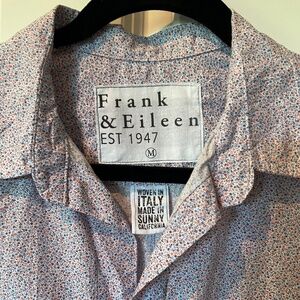 Frank
& Eileen
EST 1947
M
WOVEN IN
ITALY
MADE IN
SUNNY
CALIFORNIA